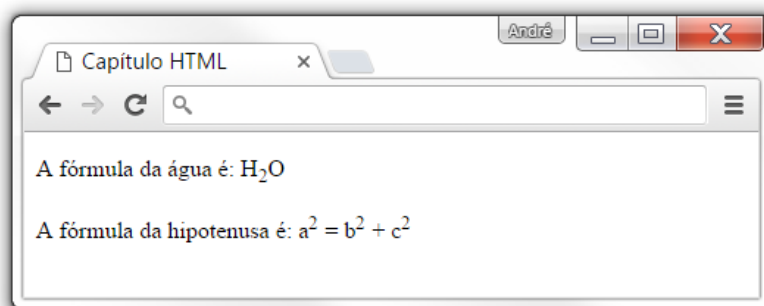 André
Capítulo HTML
A fórmula da água é: H₂O
A fórmula da hipotenusa é: a² = b² + c²